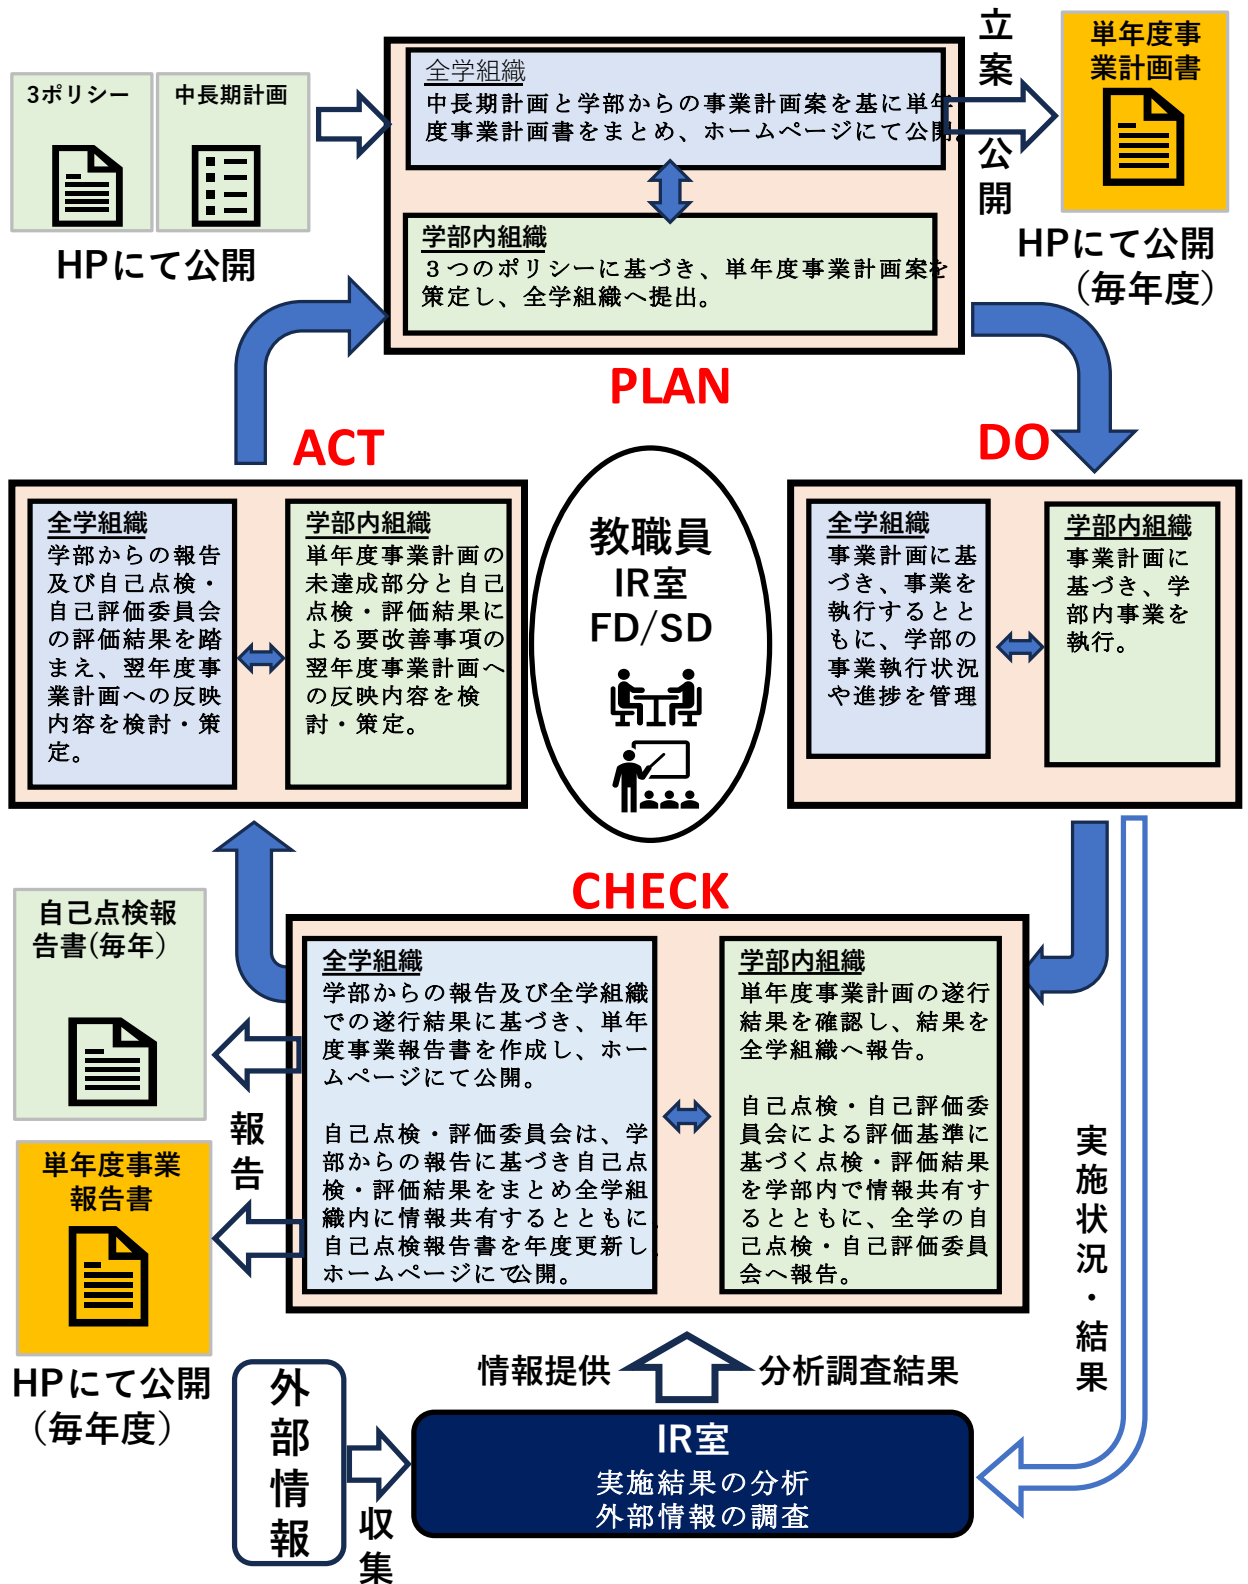 3ポリシー
中長期計画
HPにて公開
全学組織
中長期計画と学部からの事業計画案を基に単年
度事業計画書をまとめ、ホームページにて公開。
学部内組織
３つのポリシーに基づき、単年度事業計画案を
策定し、全学組織へ提出。
立案
公開
単年度事
業計画書
HPにて公開
（毎年度）
PLAN
DO
ACT
全学組織
学部からの報告
及び自己点検・
自己評価委員会
の評価結果を踏
まえ、翌年度事
業計画への反映
内容を検討・策
定。
学部内組織
単年度事業計画の
未達成部分と自己
点検・評価結果に
よる要改善事項の
翌年度事業計画へ
の反映内容を検
討・策定。
教職員
IR室
FD/SD
全学組織
事業計画に基
づき、事業を
執行するとと
もに、学部の
事業執行状況
や進捗を管理
学部内組織
事業計画に
基づき、学
部内事業を
執行。
CHECK
自己点検報
告書(毎年）
報告
単年度事業
報告書
HPにて公開
（毎年度）
全学組織
学部からの報告及び全学組織
での遂行結果に基づき、単年
度事業報告書を作成し、ホー
ムページにて公開。
自己点検・評価委員会は、学
部からの報告に基づき自己点
検・評価結果をまとめ全学組
織内に情報共有するとともに、
自己点検報告書を年度更新し、
ホームページにて公開。
学部内組織
単年度事業計画の遂行
結果を確認し、結果を
全学組織へ報告。
自己点検・自己評価委
員会による評価基準に
基づく点検・評価結果
を学部内で情報共有す
るとともに、全学の自
己点検・自己評価委員
会へ報告。
実施状況・結果
情報提供
分析調査結果
外部情報
収集
IR室
実施結果の分析
外部情報の調査